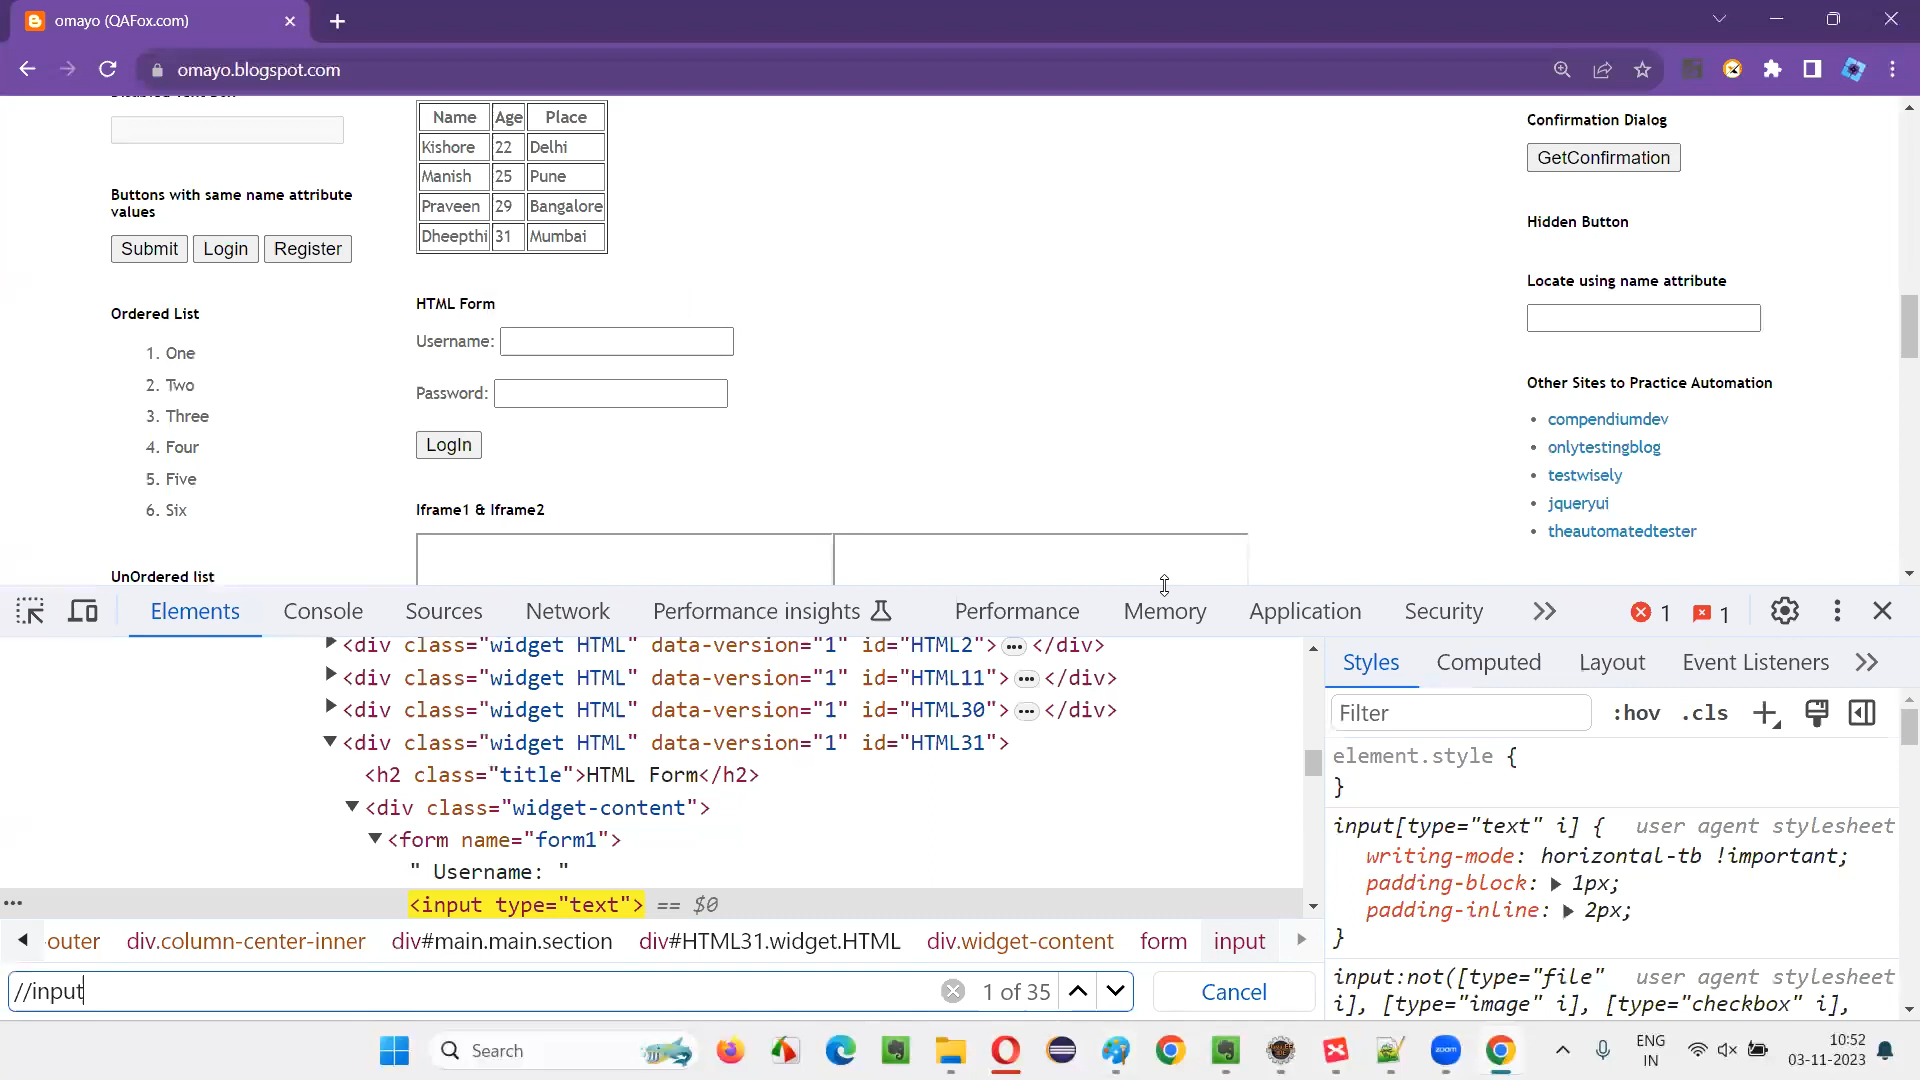 omayo (QAFox.com)
omayo.blogspot.com
Name Age Place
Kishore 22 Delhi
Manish 25 Pune
Praveen 29 Bangalore
Dheepthi 31 Mumbai
Buttons with same name attribute
values
Submit Login Register
Ordered List
1. One
2. Two
3. Three
4. Four
5. Five
6. Six
UnOrdered list
HTML Form
Username:
Password:
LogIn
Iframe1 & Iframe2
Confirmation Dialog
GetConfirmation
Hidden Button
Locate using name attribute
Other Sites to Practice Automation
• compendiumdev
• onlytestingblog
• testwisely
• jqueryui
• theautomatedtester
Elements Console Sources Network Performance insights Performance Memory Application Security 1 1
<div class="widget HTML" data-version="1" id="HTML2"> ••• </div>
<div class="widget HTML" data-version="1" id="HTML11"> ••• </div>
<div class="widget HTML" data-version="1" id="HTML30"> ••• </div>
<div class="widget HTML" data-version="1" id="HTML31">
<h2 class="title">HTML Form</h2>
<div class="widget-content">
<form name="form1">
" Username: "
<input type="text"> == $0
-outer div.column-center-inner div#main.main.section div#HTML31.widget.HTML div.widget-content form input
//input 1 of 35 Cancel
Styles Computed Layout Event Listeners
Filter :hov .cls
element.style {
}
input[type="text" i] { user agent stylesheet
writing-mode: horizontal-tb !important;
padding-block: 1px;
padding-inline: 2px;
}
input:not([type="file" user agent stylesheet
i], [type="image" i], [type="checkbox" i],
Search
zoom
ENG
IN
10:52
03-11-2023